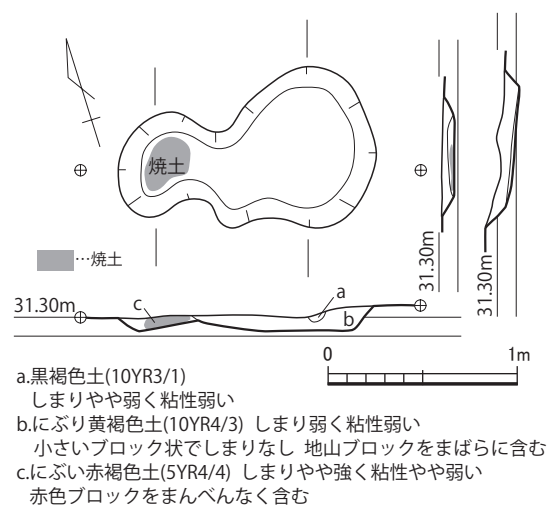 焼土
…焼土
31.30m
31.30m
31.30m
c
a
b
0 1m
a.黒褐色土(10YR3/1)
しまりやや弱く粘性弱い
b.にぶり黄褐色土(10YR4/3) しまり弱く粘性弱い
小さいブロック状でしまりなし 地山ブロックをまばらに含む
c.にぶい赤褐色土(5YR4/4) しまりやや強く粘性やや弱い
赤色ブロックをまんべんなく含む